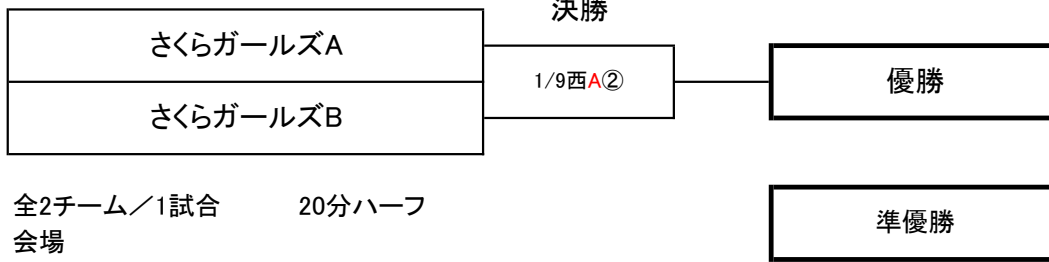 決勝
さくらガールズA
1/9西A②
優勝
さくらガールズB
全2チーム／1試合 20分ハーフ
準優勝
会場